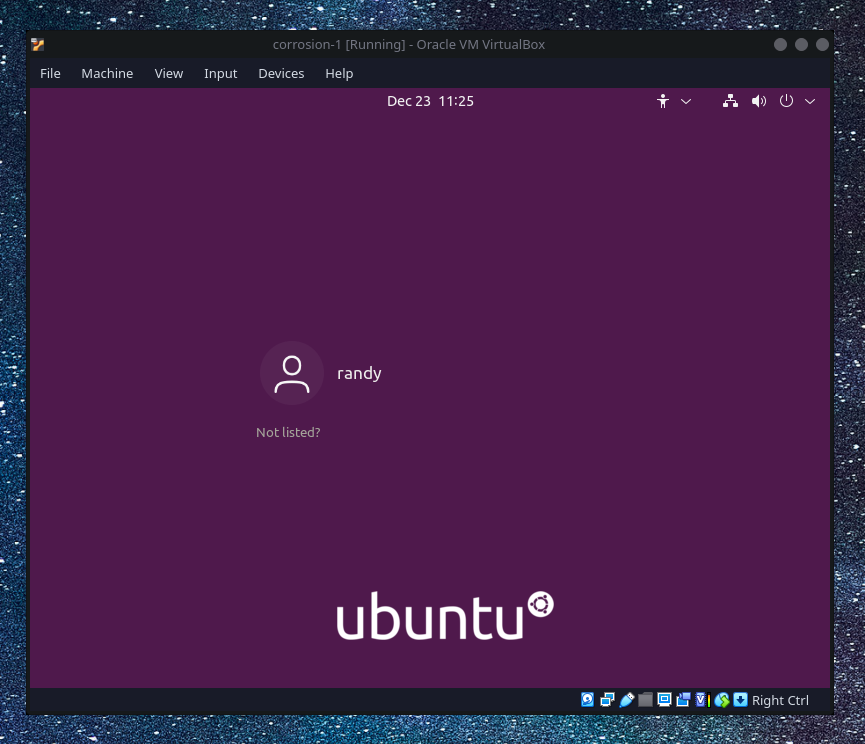 corrosion-1 [Running] - Oracle VM VirtualBox
File Machine View Input Devices Help
Dec 23 11:25
randy
Not listed?
ubuntu
Right Ctrl